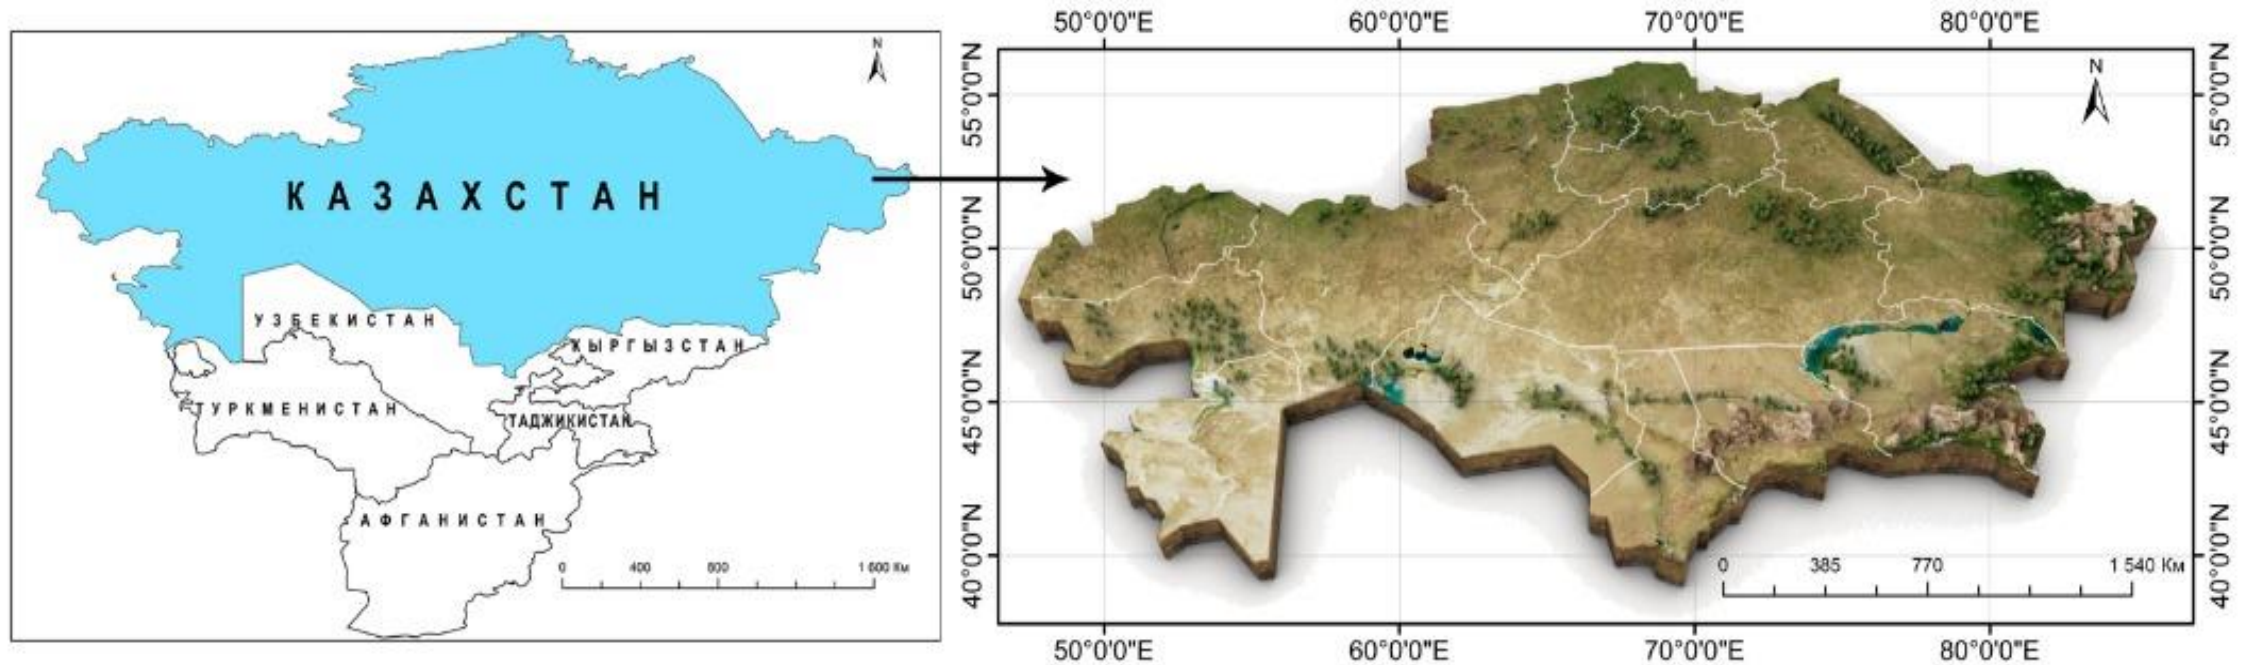 N
КАЗАХСТАН
УЗБЕКИСТАН
КЫРГЫЗСТАН
ТУРКМЕНИСТАН
ТАДЖИКИСТАН
АФГАНИСТАН
0 400 800 1 600 Км
50°0'0"E 60°0'0"E 70°0'0"E 80°0'0"E
55°0'0"N
50°0'0"N
45°0'0"N
40°0'0"N
N
0 385 770 1 540 Км
55°0'0"N
50°0'0"N
45°0'0"N
40°0'0"N
50°0'0"E 60°0'0"E 70°0'0"E 80°0'0"E